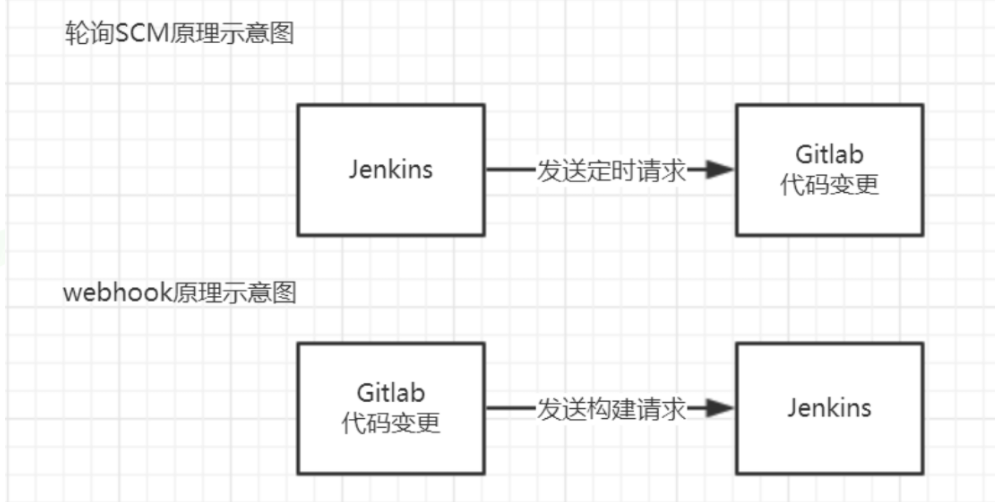 轮询SCM原理示意图
Jenkins
发送定时请求
Gitlab
代码变更
webhook原理示意图
Gitlab
代码变更
发送构建请求
Jenkins